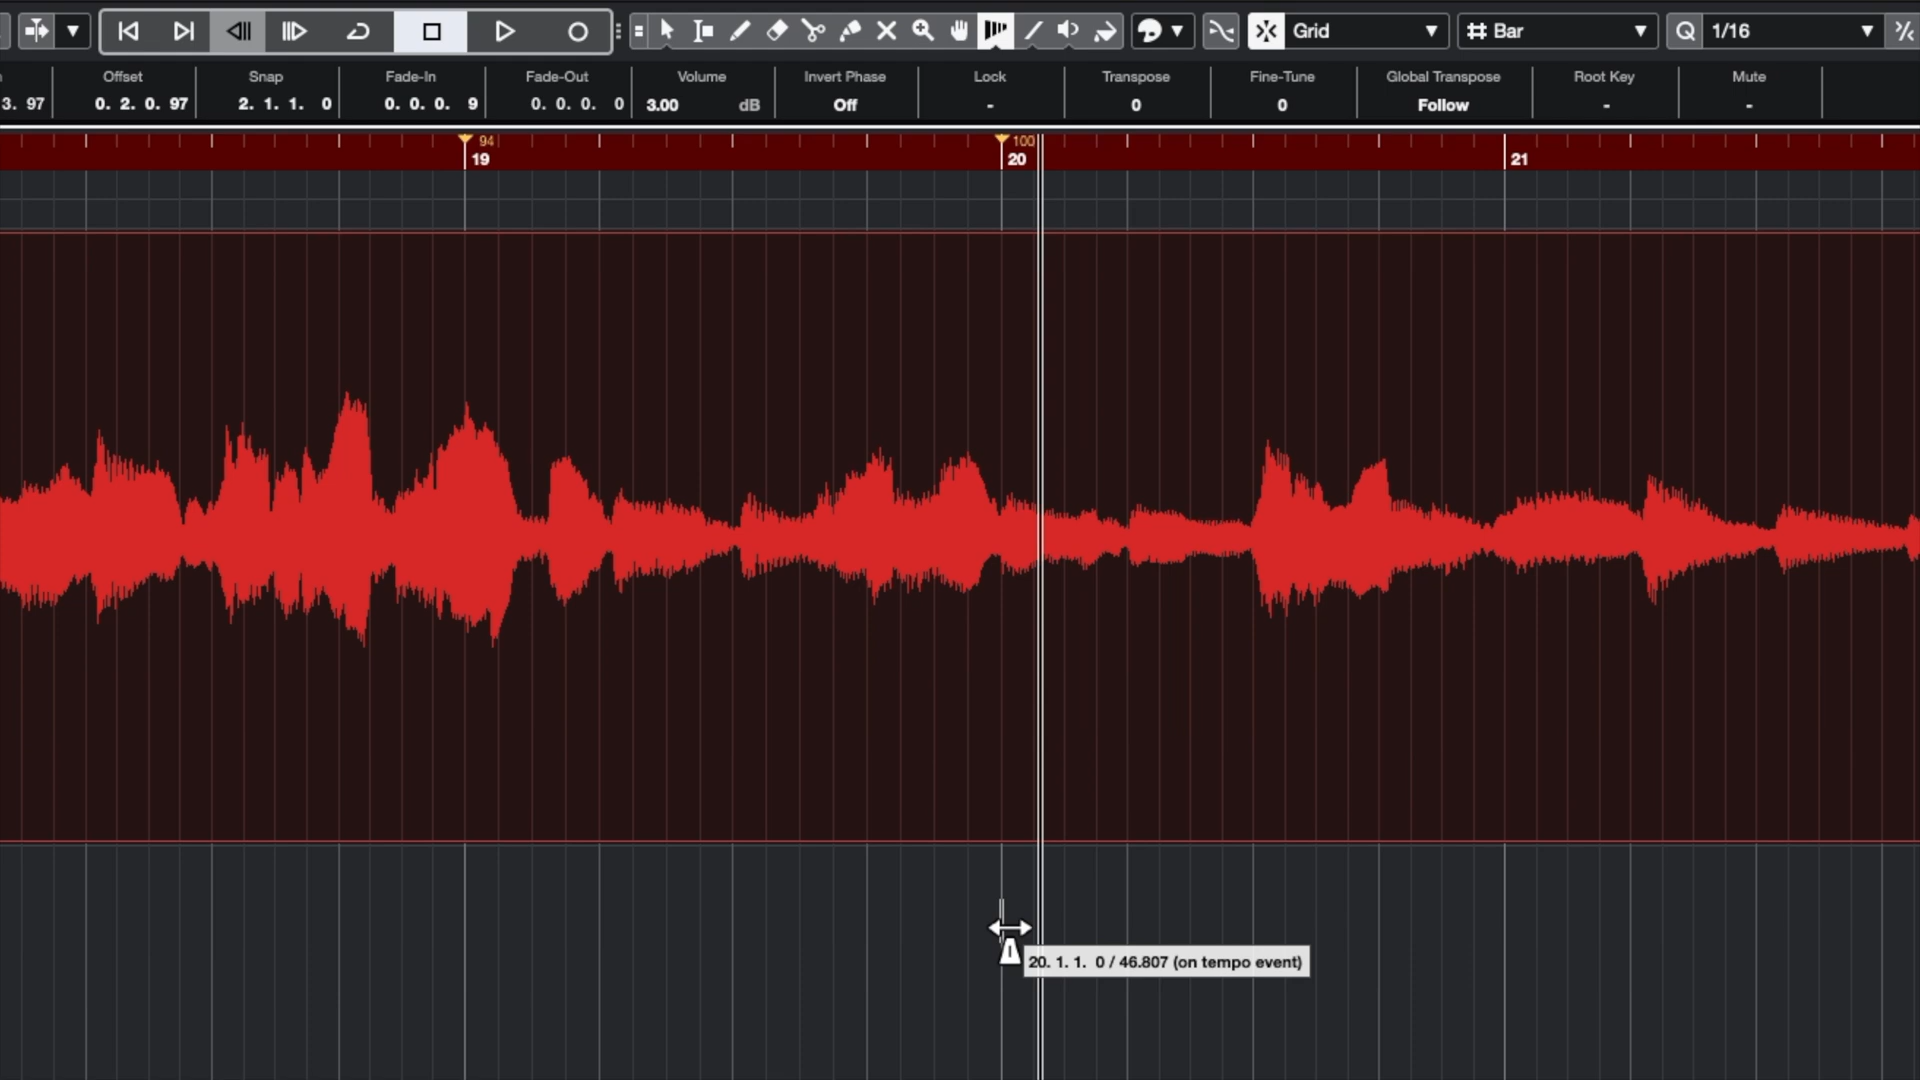 Grid
Bar
Q 1/16
Offset Snap Fade-In Fade-Out Volume Invert Phase Lock Transpose Fine-Tune Global Transpose Root Key Mute
3. 97 0. 2. 0. 97 2. 1. 1. 0 0. 0. 0. 9 0. 0. 0. 0 3.00 dB Off - 0 0 Follow - -
94 100
19 20 21
20. 1. 1. 0 / 46.807 (on tempo event)